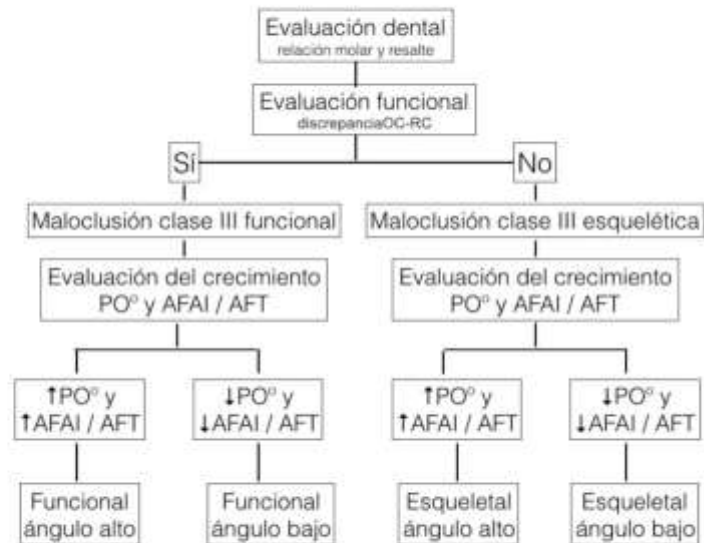 Evaluación dental
relación molar y resalte
Evaluación funcional
discrepanciaOC-RC
Sí
No
Maloclusión clase III funcional
Maloclusión clase III esquelética
Evaluación del crecimiento
POº y AFAI / AFT
Evaluación del crecimiento
POº y AFAI / AFT
↑POº y
↑AFAI / AFT
↓POº y
↓AFAI / AFT
↑POº y
↑AFAI / AFT
↓POº y
↓AFAI / AFT
Funcional
ángulo alto
Funcional
ángulo bajo
Esqueletal
ángulo alto
Esqueletal
ángulo bajo